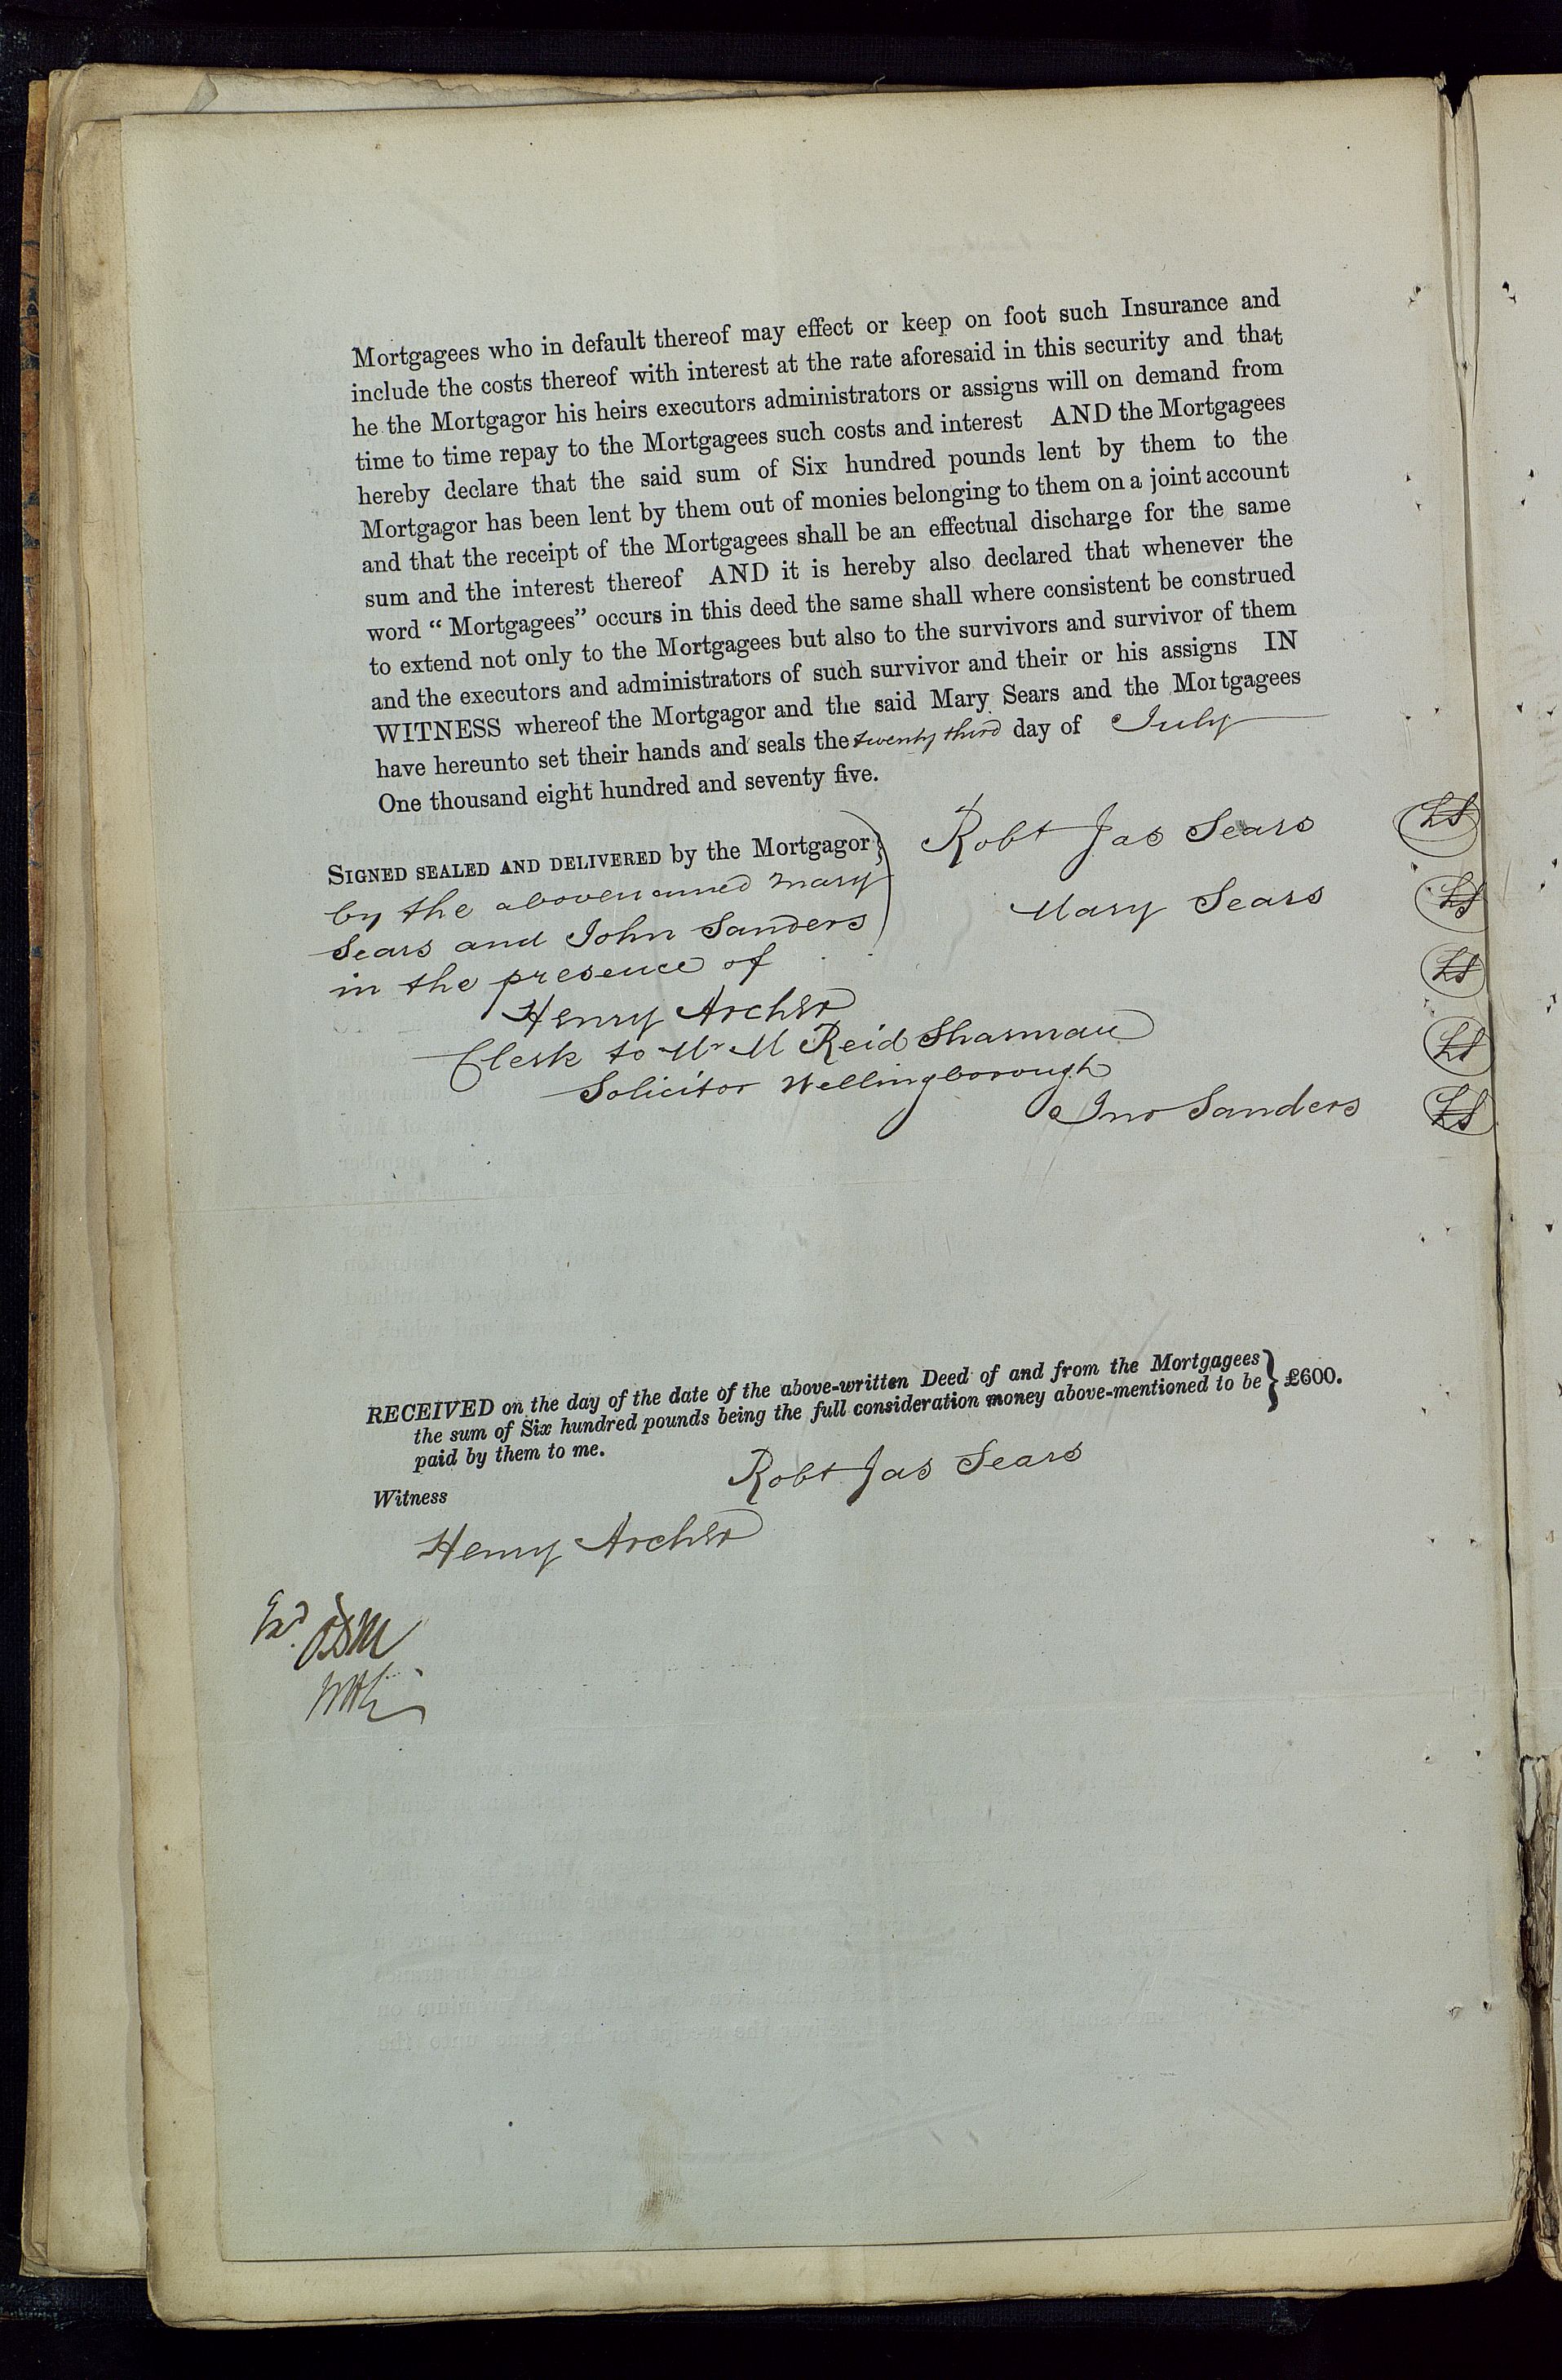 Mortgagees who in default thereof may effect or keep on foot such Insurance and
include the costs thereof with interest at the rate aforesaid in this security and that
he the Mortgagor his heirs executors administrators or assigns will on demand from
time to time repay to the Mortgagees such costs and interest AND the Mortgagees
hereby declare that the said sum of Six hundred pounds lent by them to the
Mortgagor has been lent by them out of monies belonging to them on a joint account
and that the receipt of the Mortgagees shall be an effectual discharge for the same
sum and the interest thereof AND it is hereby also declared that whenever the
word “Mortgagees” occurs in this deed the same shall where consistent be construed
to extend not only to the Mortgagees but also to the survivors and survivor of them
and the executors and administrators of such survivor and their or his assigns IN
WITNESS whereof the Mortgagor and the said Mary Sears and the Mortgagees
have hereunto set their hands and seals the twenty third day of July
One thousand eight hundred and seventy five.
SIGNED SEALED AND DELIVERED by the Mortgagor
by the abovenamed Mary
Sears and John Sanders
in the presence of
Robt Jas Sears LS
Mary Sears LS
LS
Henry Archer
Clerk to Mr M Reid Sharman LS
Solicitor Wellingborough
Jno Sanders LS
RECEIVED on the day of the date of the above-written Deed of and from the Mortgagees
the sum of Six hundred pounds being the full consideration money above-mentioned to be
paid by them to me.
£600.
Robt Jas Sears
Witness
Henry Archer
Exd.